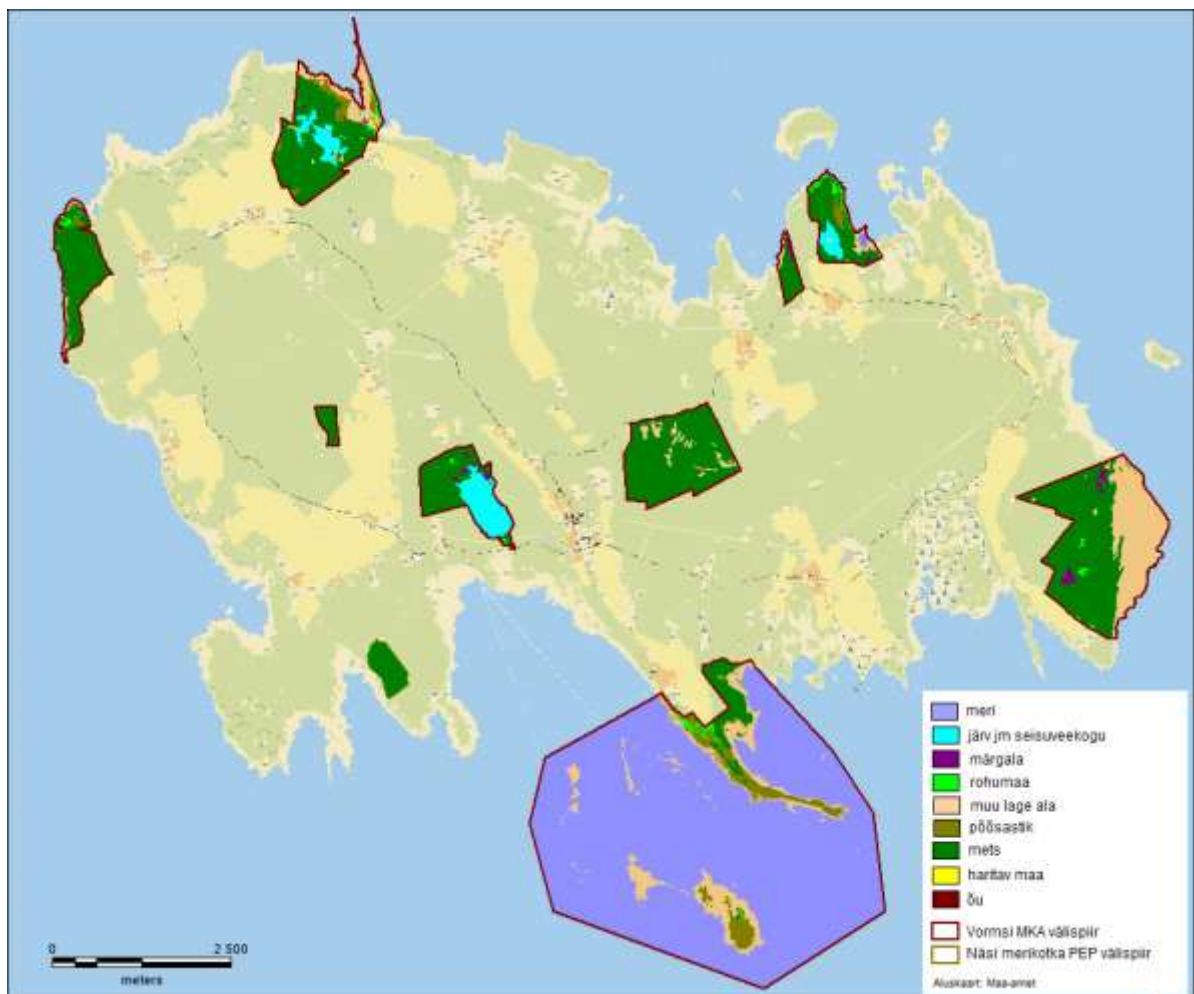 meri
järv jm seisuveekogu
märgala
rohumaa
muu lage ala
põõsastik
mets
haritav maa
õu
Vormsi MKA välispiir
Näsi merikotka PEP välispiir
Aluskaart: Maa-amet
0 2 500
meters